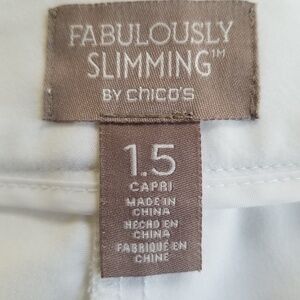 FABULOUSLY
SLIMMING™
BY chico's
1.5
CAPRI
MADE IN
CHINA
HECHO EN
CHINA
FABRIQUÉ EN
CHINE